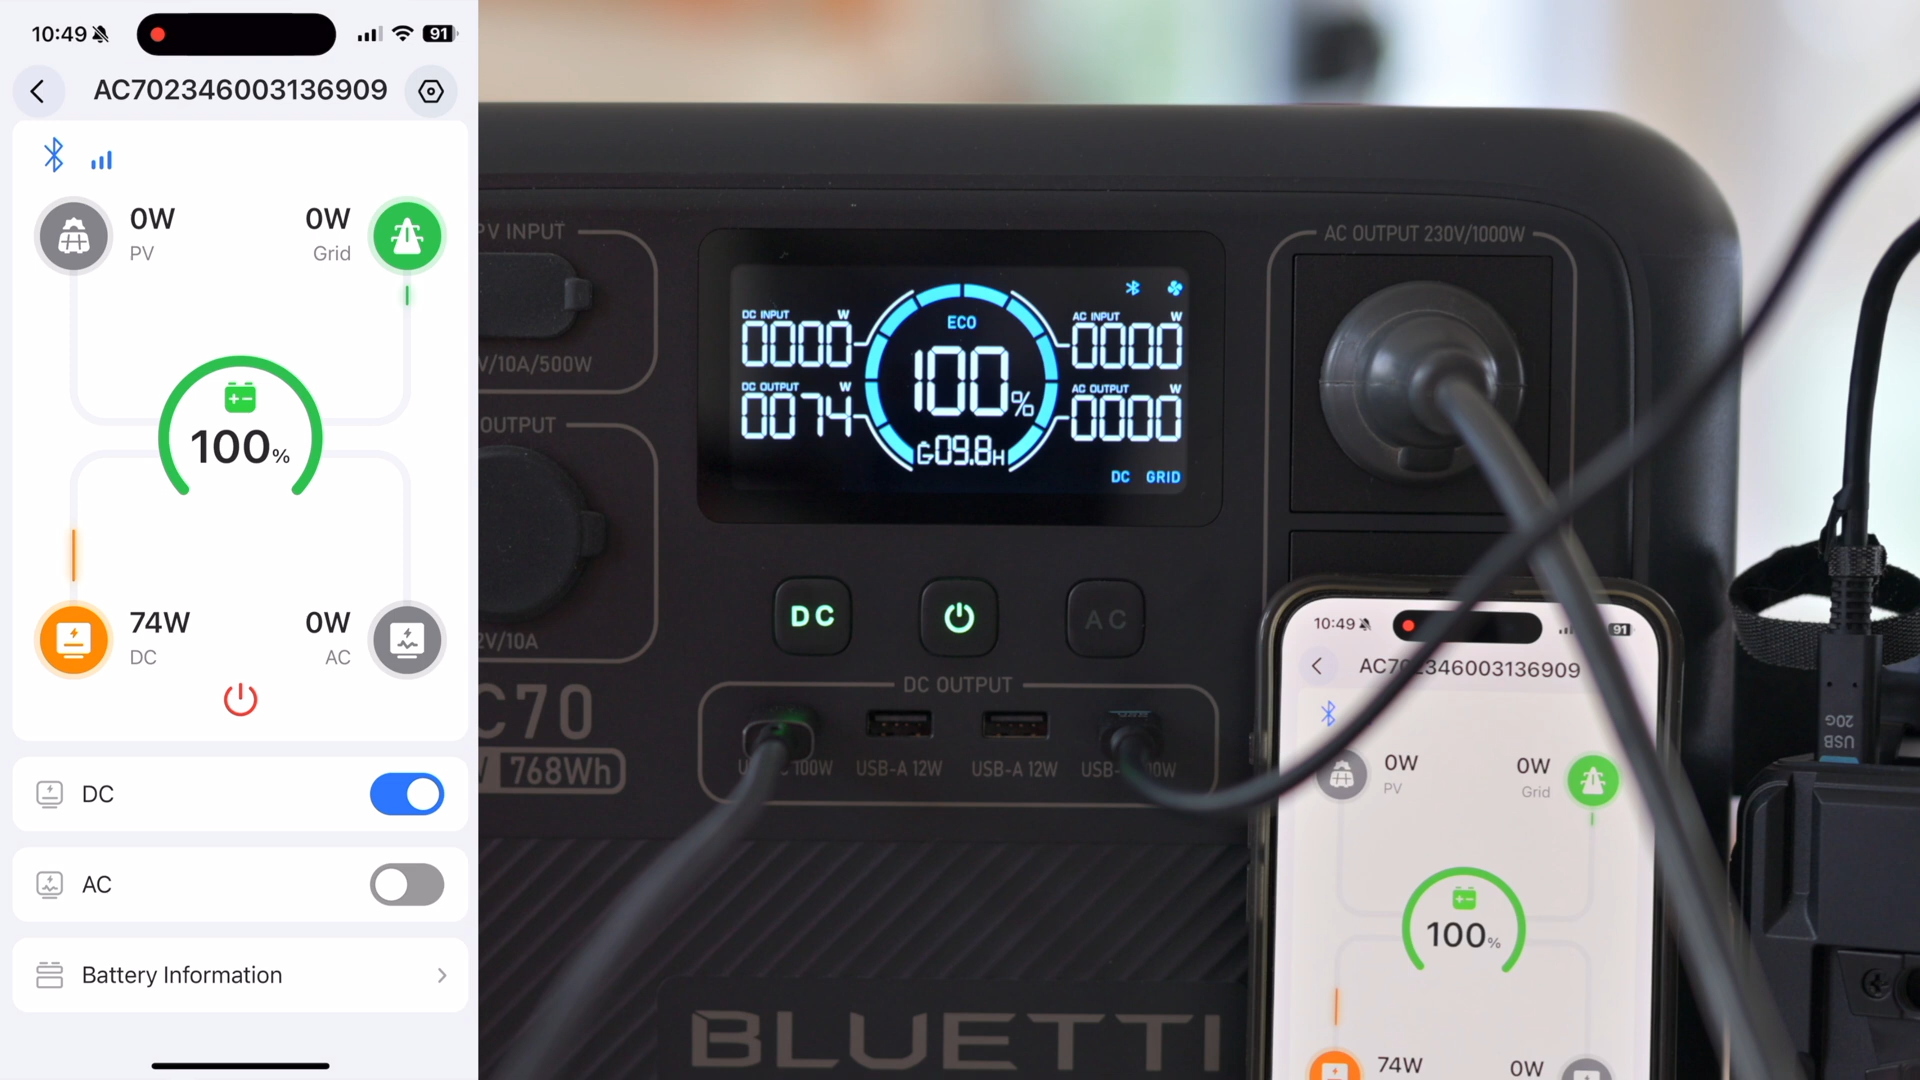 10:49
91
AC702346003136909
0W
PV
0W
Grid
100%
74W
DC
0W
AC
DC
AC
Battery Information
PV INPUT
V/10A/500W
OUTPUT
2V/10A
C70
768Wh
DC INPUT W
0000
DC OUTPUT W
0074
ECO
100%
09.8H
AC INPUT W
0000
AC OUTPUT W
0000
DC GRID
DC
AC
AC OUTPUT 230V/1000W
DC OUTPUT
100W
USB-A 12W
USB-A 12W
USB-
BLUETTI
10:49
91
AC702346003136909
0W
PV
0W
Grid
100%
74W
0W
USB
20G